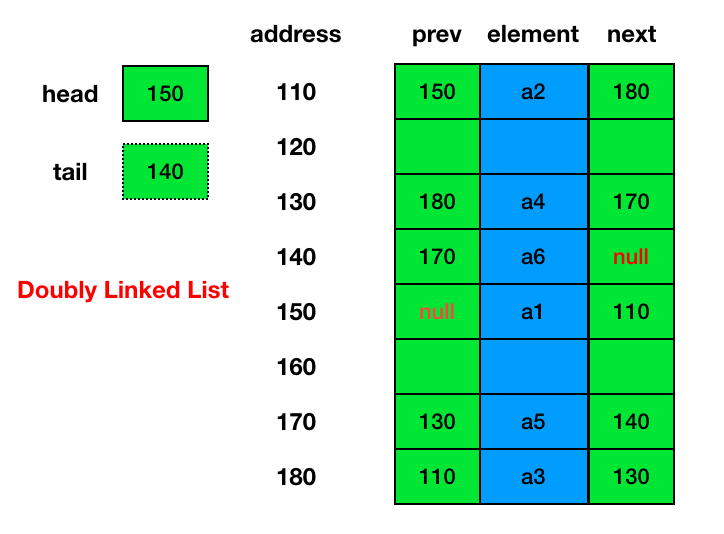 address prev element next
head 150 110 150 a2 180
120
tail 140 130 180 a4 170
140 170 a6 null
Doubly Linked List 150 null a1 110
160
170 130 a5 140
180 110 a3 130